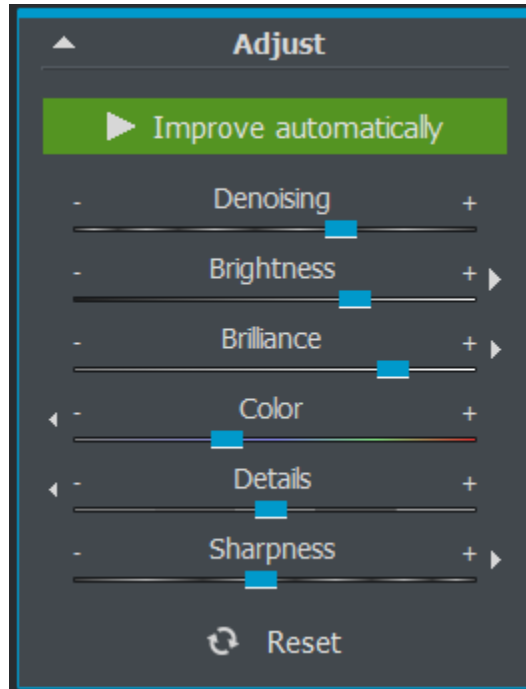 Adjust
Improve automatically
- Denoising +
- Brightness +
- Brilliance +
- Color +
- Details +
- Sharpness +
Reset